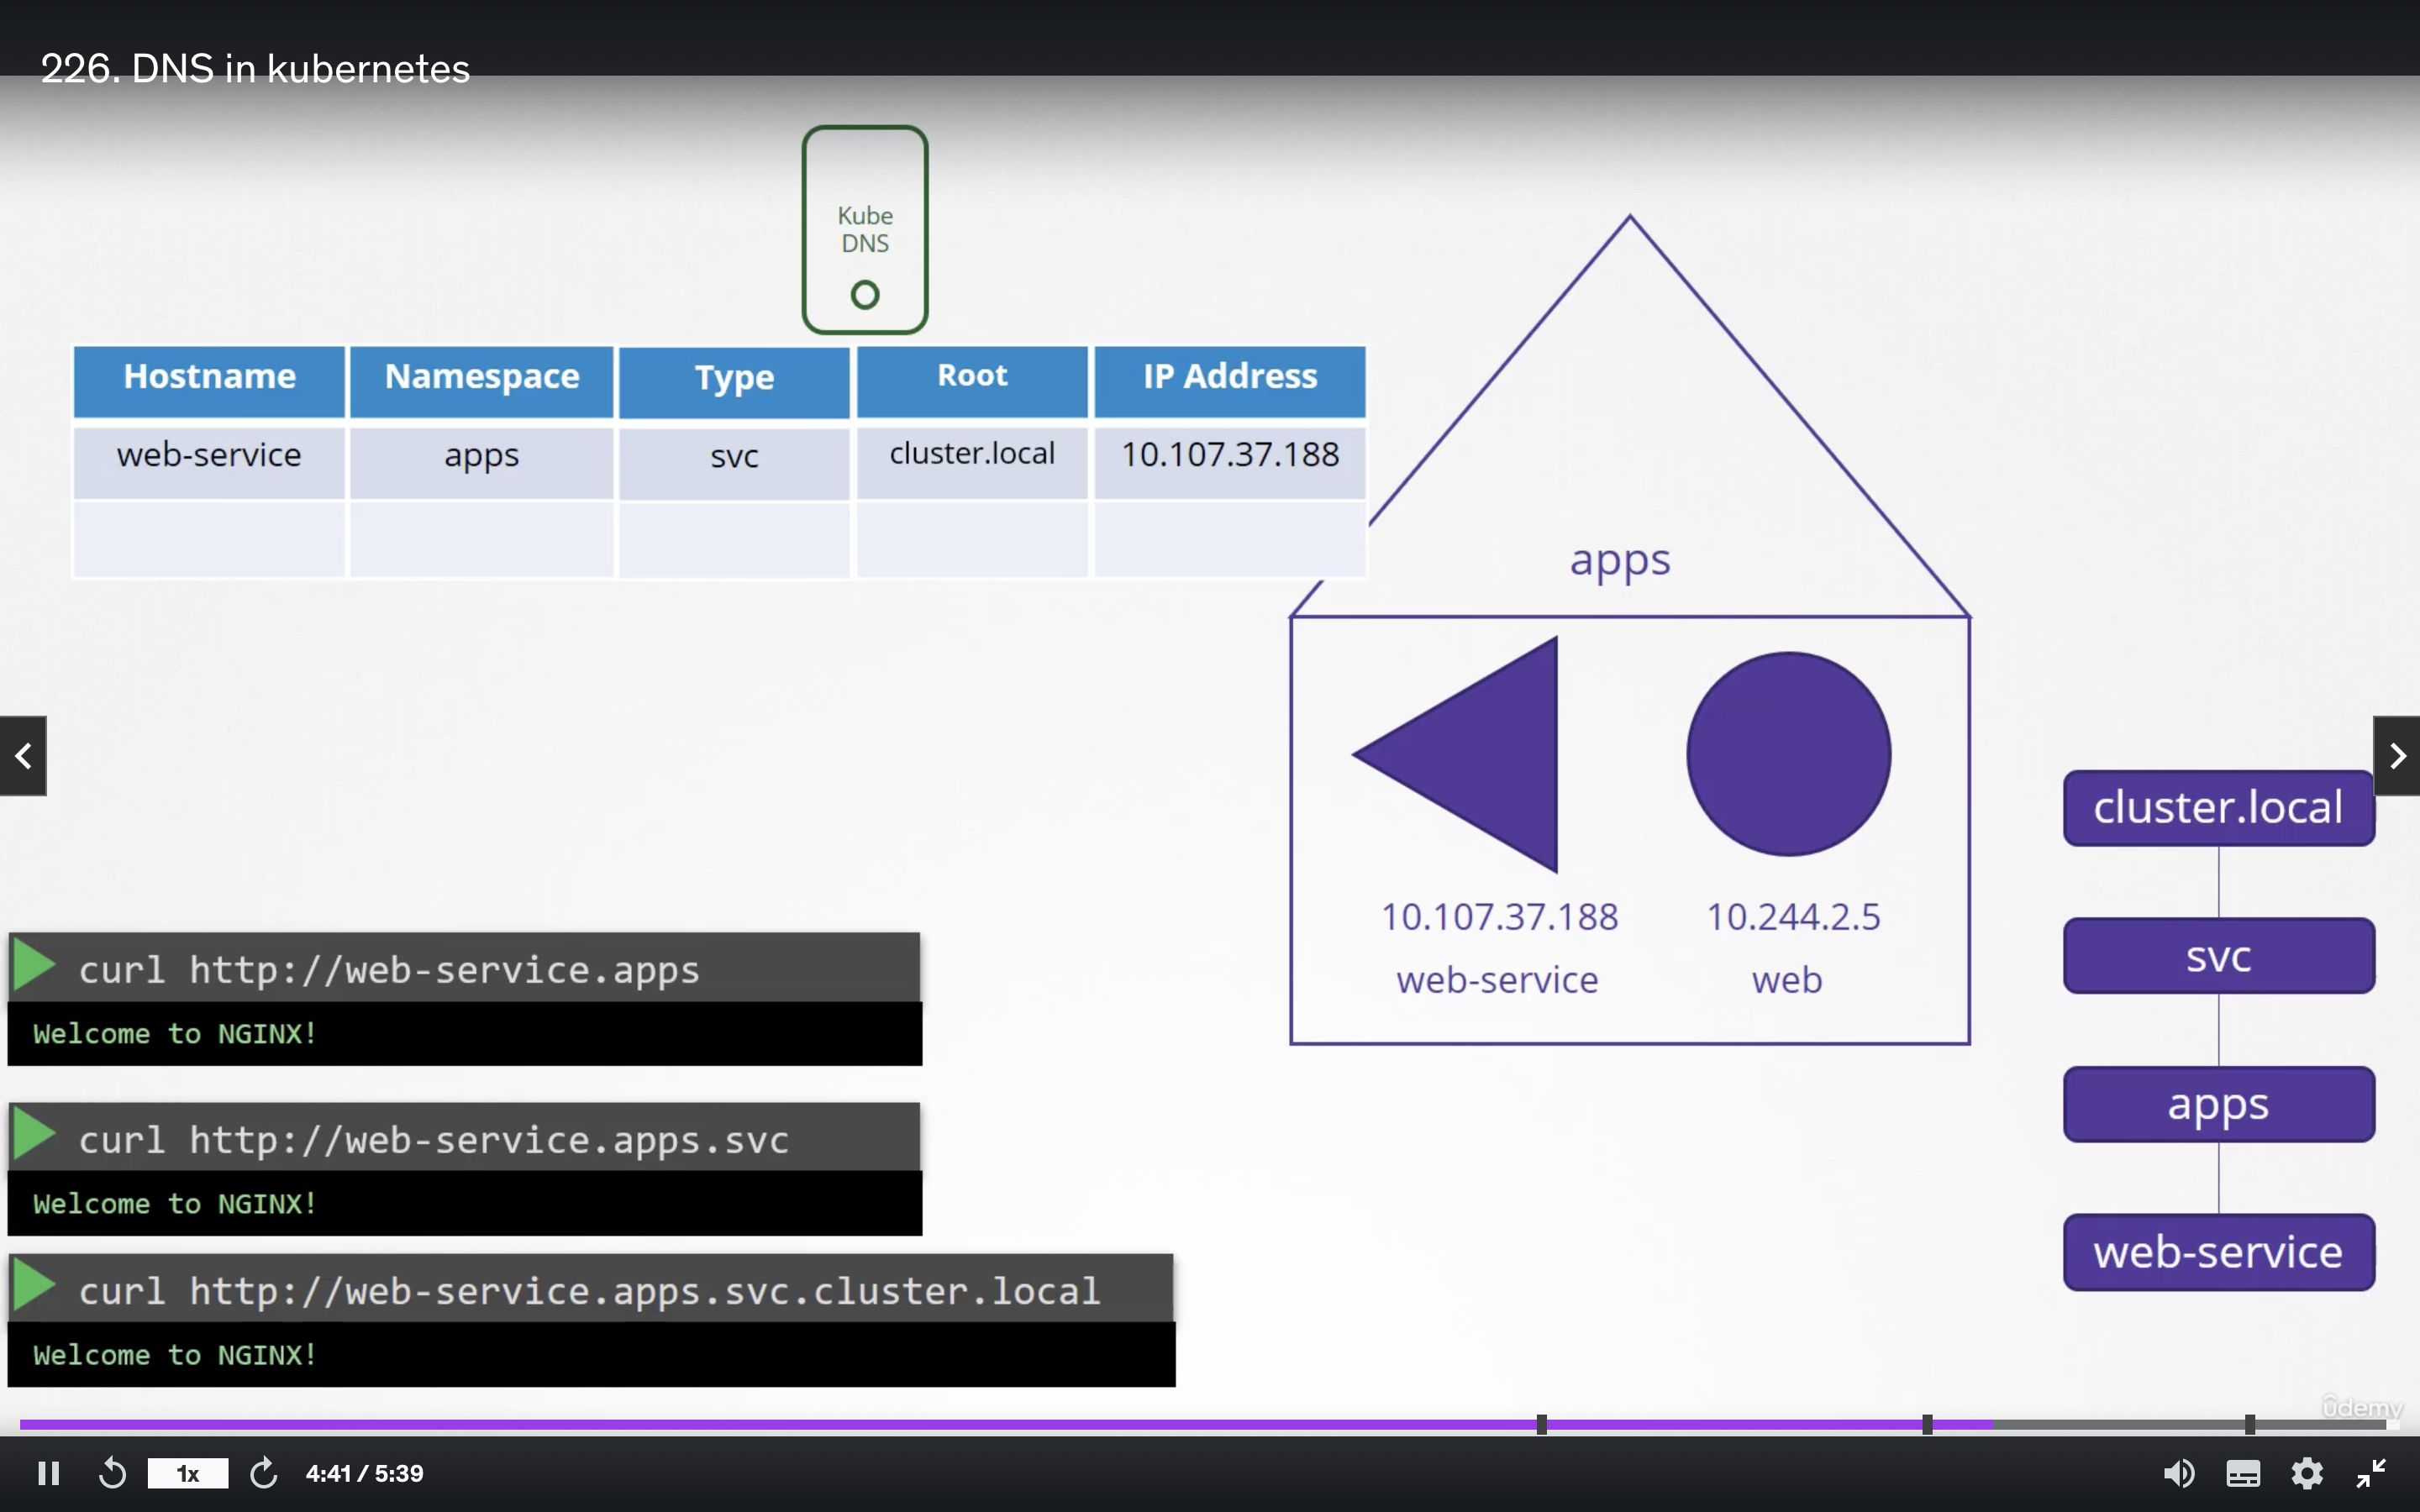 226. DNS in kubernetes
Kube
DNS
Hostname Namespace Type Root IP Address
web-service apps svc cluster.local 10.107.37.188
apps
10.107.37.188 10.244.2.5
web-service web
cluster.local
svc
apps
web-service
curl http://web-service.apps
Welcome to NGINX!
curl http://web-service.apps.svc
Welcome to NGINX!
curl http://web-service.apps.svc.cluster.local
Welcome to NGINX!
ûdemy
1x 4:41 / 5:39